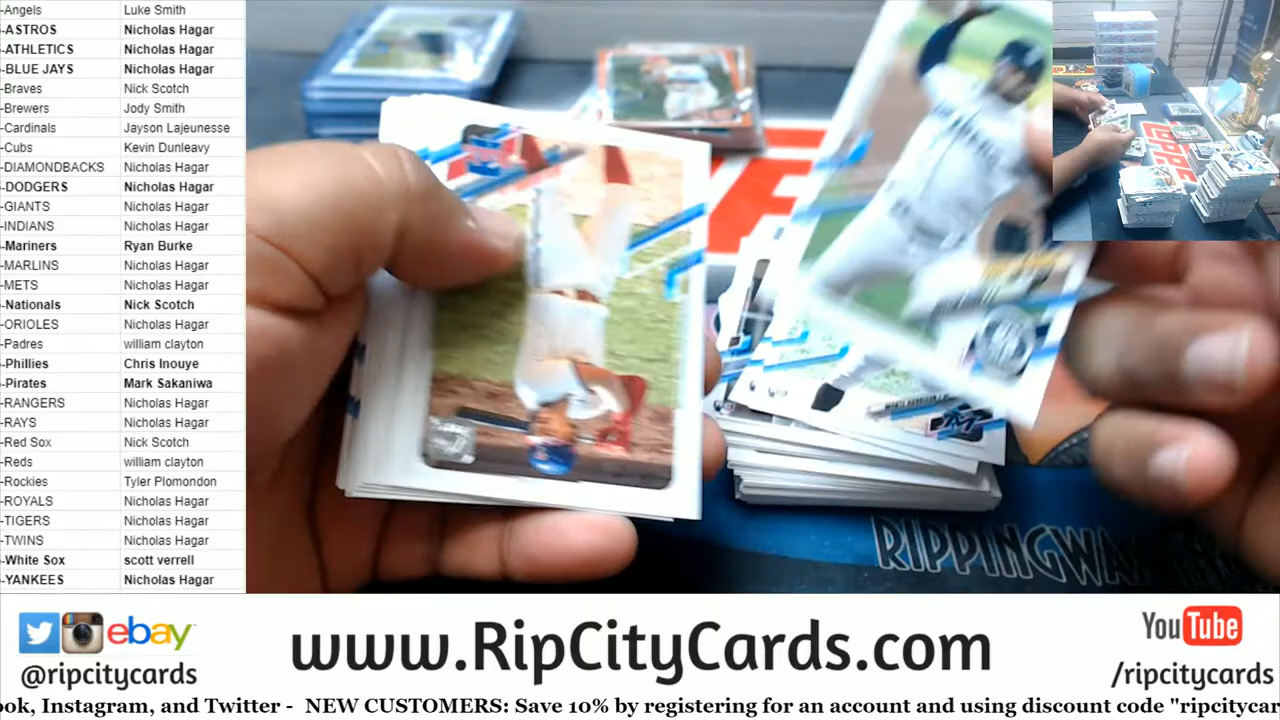 -Angels Luke Smith
-ASTROS Nicholas Hagar
-ATHLETICS Nicholas Hagar
-BLUE JAYS Nicholas Hagar
-Braves Nick Scotch
-Brewers Jody Smith
-Cardinals Jayson Lajeunesse
-Cubs Kevin Dunleavy
-DIAMONDBACKS Nicholas Hagar
-DODGERS Nicholas Hagar
-GIANTS Nicholas Hagar
-INDIANS Nicholas Hagar
-Mariners Ryan Burke
-MARLINS Nicholas Hagar
-METS Nicholas Hagar
-Nationals Nick Scotch
-ORIOLES Nicholas Hagar
-Padres william clayton
-Phillies Chris Inouye
-Pirates Mark Sakaniwa
-RANGERS Nicholas Hagar
-RAYS Nicholas Hagar
-Red Sox Nick Scotch
-Reds william clayton
-Rockies Tyler Plomondon
-ROYALS Nicholas Hagar
-TIGERS Nicholas Hagar
-TWINS Nicholas Hagar
-White Sox scott verrell
-YANKEES Nicholas Hagar
TOPPS
RIPPINGWAX
ebay
@ripcitycards
www.RipCityCards.com
YouTube
/ripcitycards
ook, Instagram, and Twitter - NEW CUSTOMERS: Save 10% by registering for an account and using discount code "ripcitycar